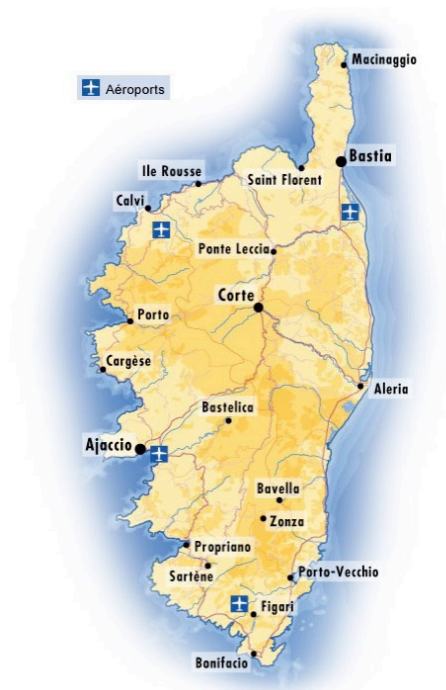 Macinaggio
Aéroports
Bastia
Ile Rousse
Saint Florent
Calvi
Ponte Leccia
Corte
Porto
Cargèse
Aleria
Bastelica
Ajaccio
Bavella
Zonza
Propriano
Porto-Vecchio
Sartène
Figari
Bonifacio